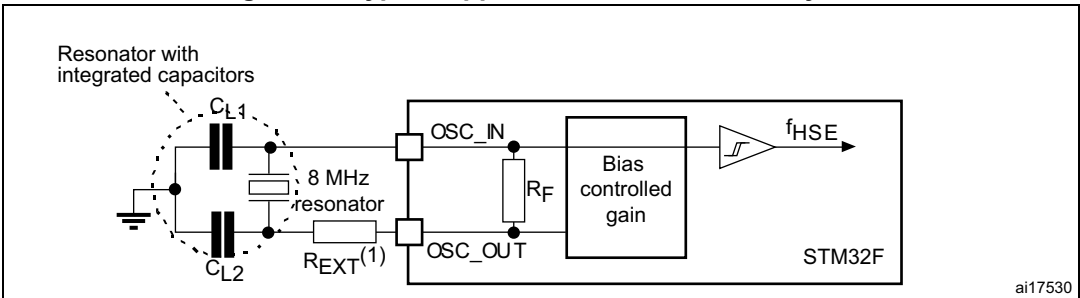 Resonator with
integrated capacitors
CL1
OSC_IN
fHSE
8 MHz
resonator
RF
Bias
controlled
gain
REXT(1)
OSC_OUT
STM32F
CL2
ai17530